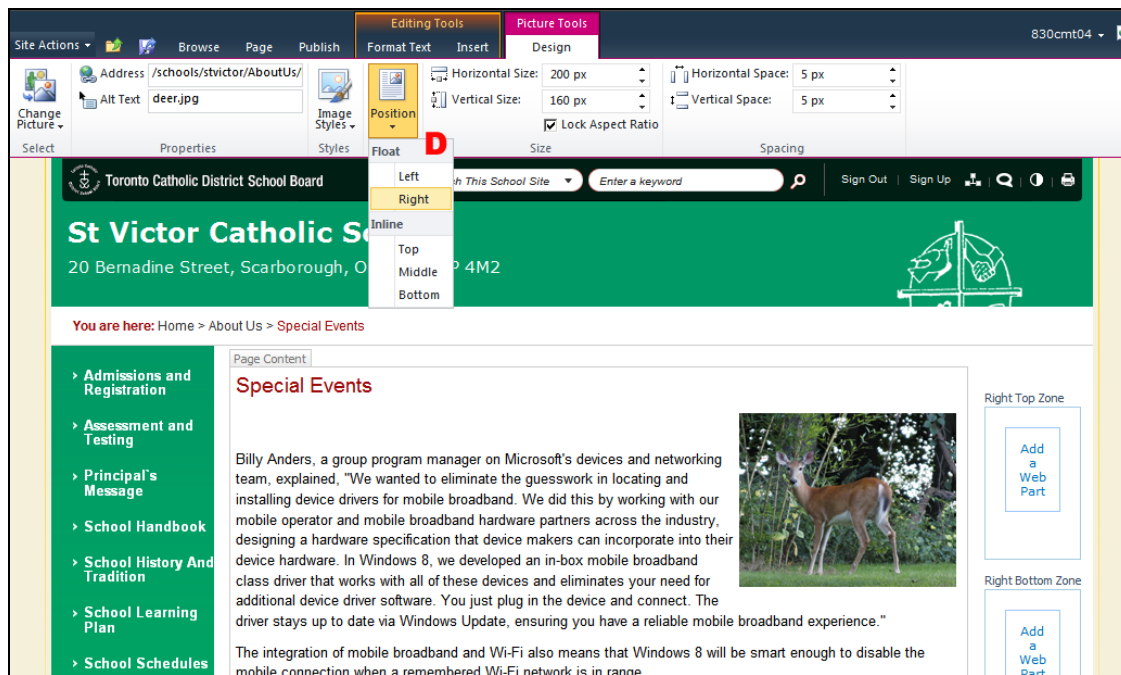 Editing Tools
Picture Tools
830cmt04
Site Actions
Browse
Page
Publish
Format Text
Insert
Design
Change Picture
Select
Address /schools/stvictor/AboutUs/
Alt Text deer.jpg
Properties
Image Styles
Styles
Position
D
Horizontal Size: 200 px
Vertical Size: 160 px
Lock Aspect Ratio
Size
Horizontal Space: 5 px
Vertical Space: 5 px
Spacing
Float
Left
Right
Inline
Top
Middle
Bottom
Toronto Catholic District School Board
This School Site
Enter a keyword
Sign Out | Sign Up
St Victor Catholic S
20 Bernadine Street, Scarborough, O
P 4M2
You are here: Home > About Us > Special Events
› Admissions and
Registration
› Assessment and
Testing
› Principal's
Message
› School Handbook
› School History And
Tradition
› School Learning
Plan
› School Schedules
Page Content
Special Events
Billy Anders, a group program manager on Microsoft's devices and networking
team, explained, "We wanted to eliminate the guesswork in locating and
installing device drivers for mobile broadband. We did this by working with our
mobile operator and mobile broadband hardware partners across the industry,
designing a hardware specification that device makers can incorporate into their
device hardware. In Windows 8, we developed an in-box mobile broadband
class driver that works with all of these devices and eliminates your need for
additional device driver software. You just plug in the device and connect. The
driver stays up to date via Windows Update, ensuring you have a reliable mobile broadband experience."
The integration of mobile broadband and Wi-Fi also means that Windows 8 will be smart enough to disable the
mobile connection when a remembered Wi-Fi network is in range.
Right Top Zone
Add
a
Web
Part
Right Bottom Zone
Add
a
Web
Part